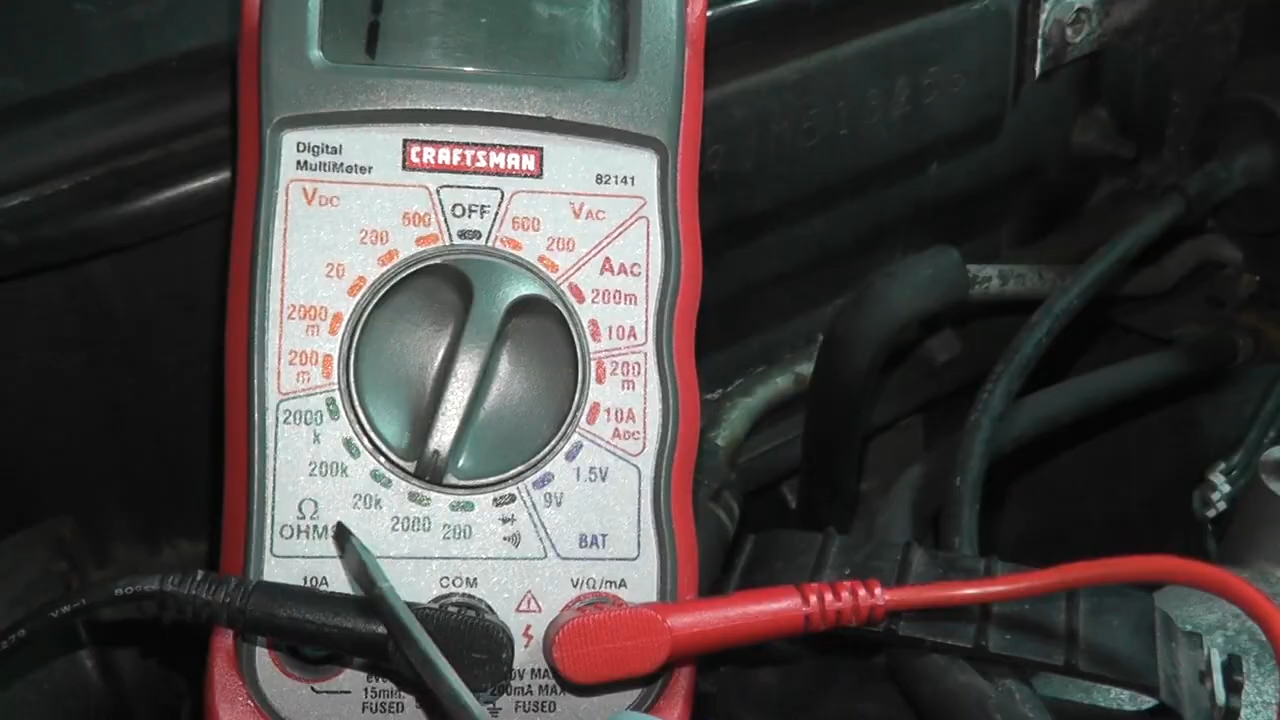 Digital
MultiMeter
CRAFTSMAN
82141
VDC
OFF
VAC
600
200
20
2000
m
200
m
600
200
AAC
200m
10A
200
m
10A
ADC
2000
k
200k
20k
2000
200
Ω
OHMS
1.5V
9V
BAT
10A
COM
V/Ω/mA
15min.
FUSED
200mA MAX
FUSED
VW-1